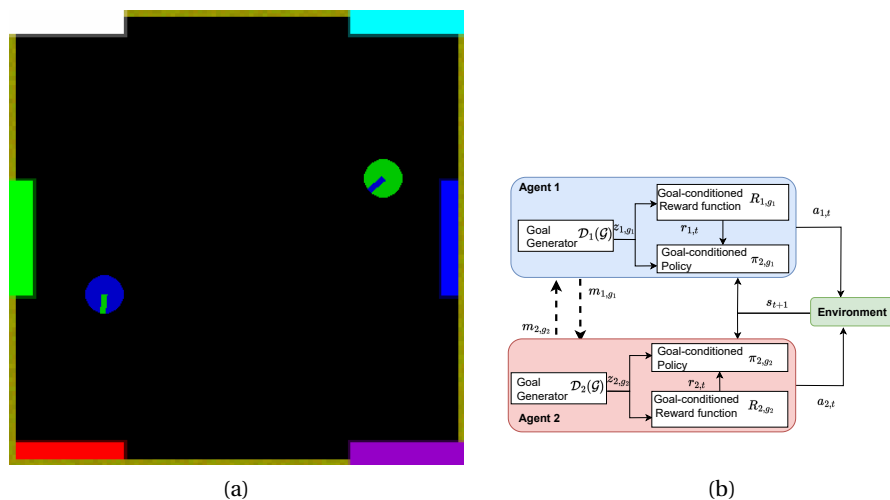 Agent 1
Goal-conditioned
Reward function
R_{1,g_1}
a_{1,t}
Goal
Generator
𝒟_1(𝒢)
z_{1,g_1}
r_{1,t}
Goal-conditioned
Policy
π_{2,g_1}
m_{1,g_1}
s_{t+1}
Environment
m_{2,g_2}
Goal-conditioned
Policy
π_{2,g_2}
Goal
Generator
𝒟_2(𝒢)
z_{2,g_2}
r_{2,t}
a_{2,t}
Goal-conditioned
Reward function
R_{2,g_2}
Agent 2
(a)
(b)